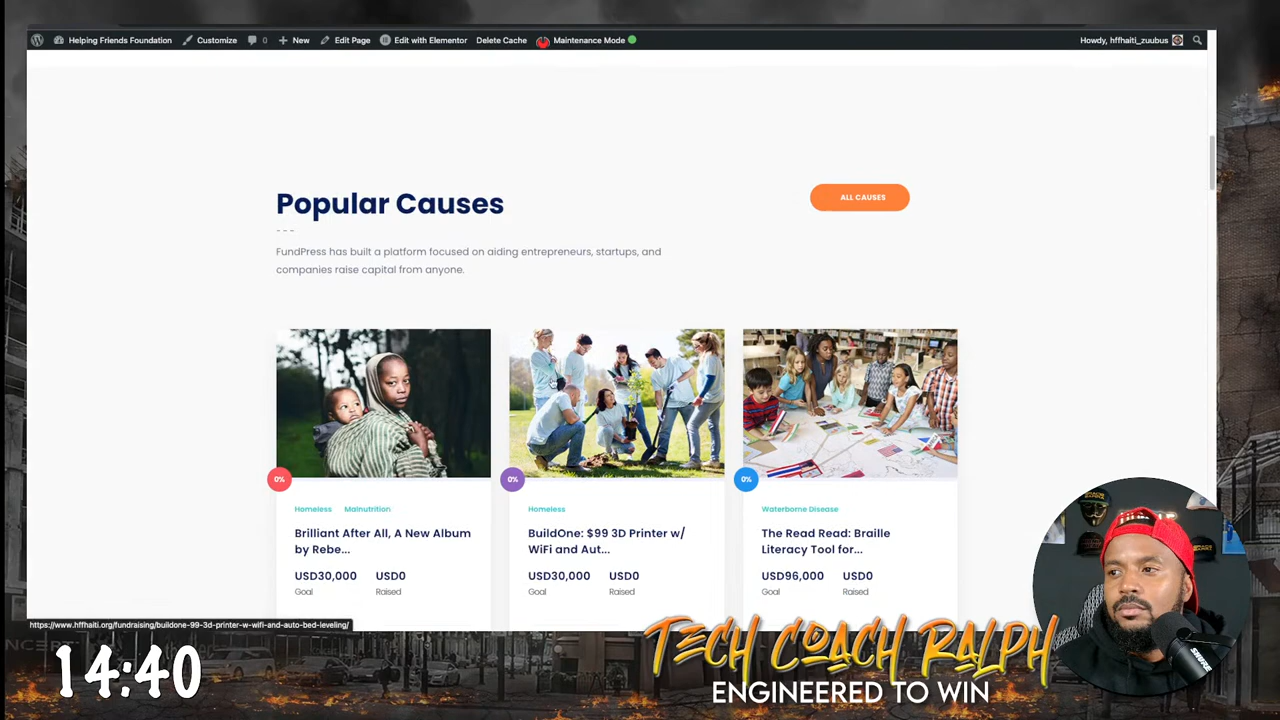 Helping Friends Foundation Customize 0 New Edit Page Edit with Elementor Delete Cache Maintenance Mode Howdy, hffhaiti_zuubus
Popular Causes
ALL CAUSES
- - -
FundPress has built a platform focused on aiding entrepreneurs, startups, and
companies raise capital from anyone.
0% 0% 0%
Homeless Malnutrition
Brilliant After All, A New Album
by Rebe...
USD30,000 USD0
Goal Raised
Homeless
BuildOne: $99 3D Printer w/
WiFi and Aut...
USD30,000 USD0
Goal Raised
Waterborne Disease
The Read Read: Braille
Literacy Tool for...
USD96,000 USD0
Goal Raised
https://www.hffhaiti.org/fundraising/buildone-99-3d-printer-w-wifi-and-auto-bed-leveling/
14:40
TECH COACH RALPH
ENGINEERED TO WIN
SHURE